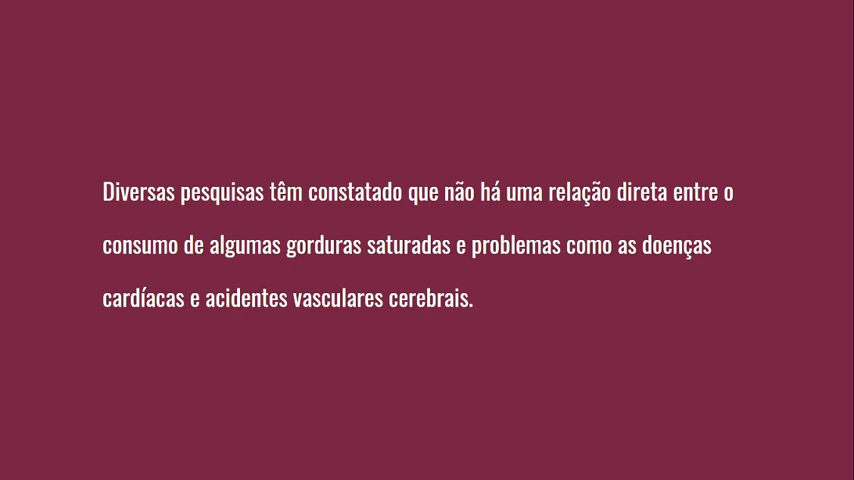 Diversas pesquisas têm constatado que não há uma relação direta entre o
consumo de algumas gorduras saturadas e problemas como as doenças
cardíacas e acidentes vasculares cerebrais.